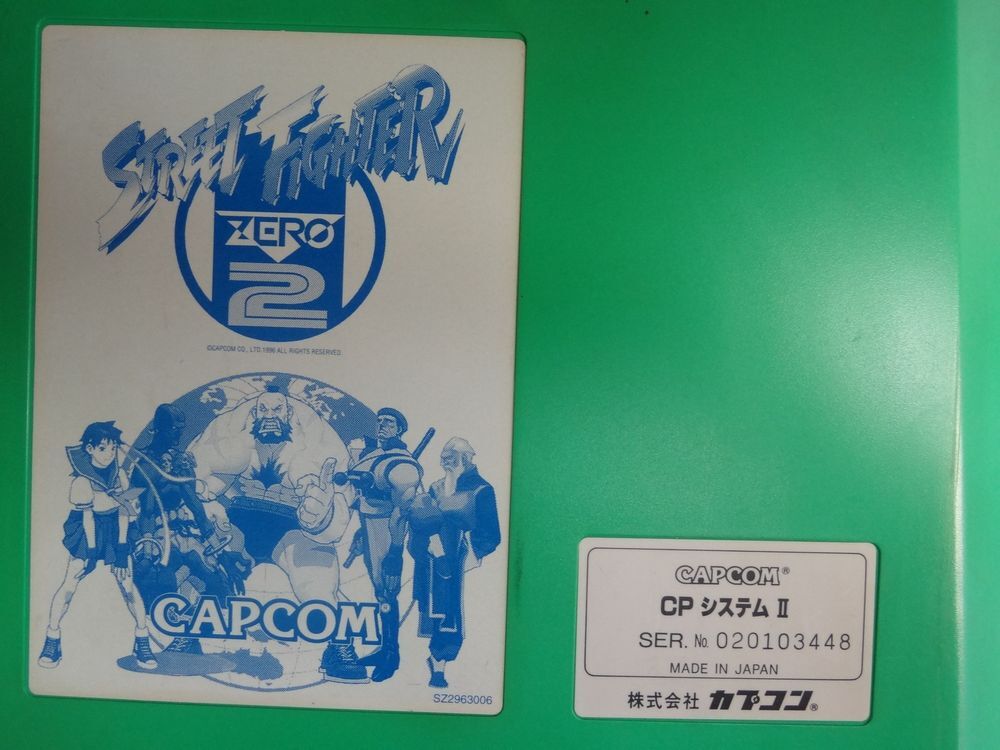 STREET FIGHTER
ZERO
2
©CAPCOM CO., LTD. 1996 ALL RIGHTS RESERVED.
CAPCOM®
SZ2963006
CAPCOM®
CP システム II
SER. No. 020103448
MADE IN JAPAN
株式会社 カプコン®